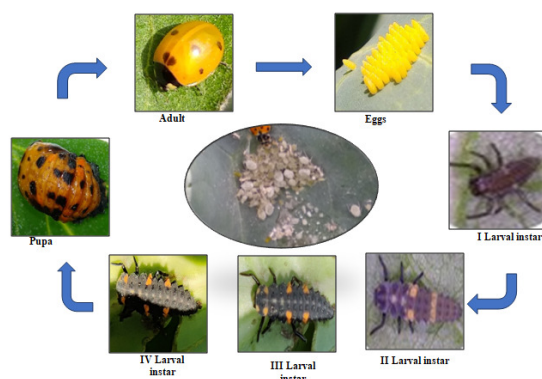 Adult
Eggs
I Larval instar
II Larval instar
III Larval
instar
IV Larval
instar
Pupa